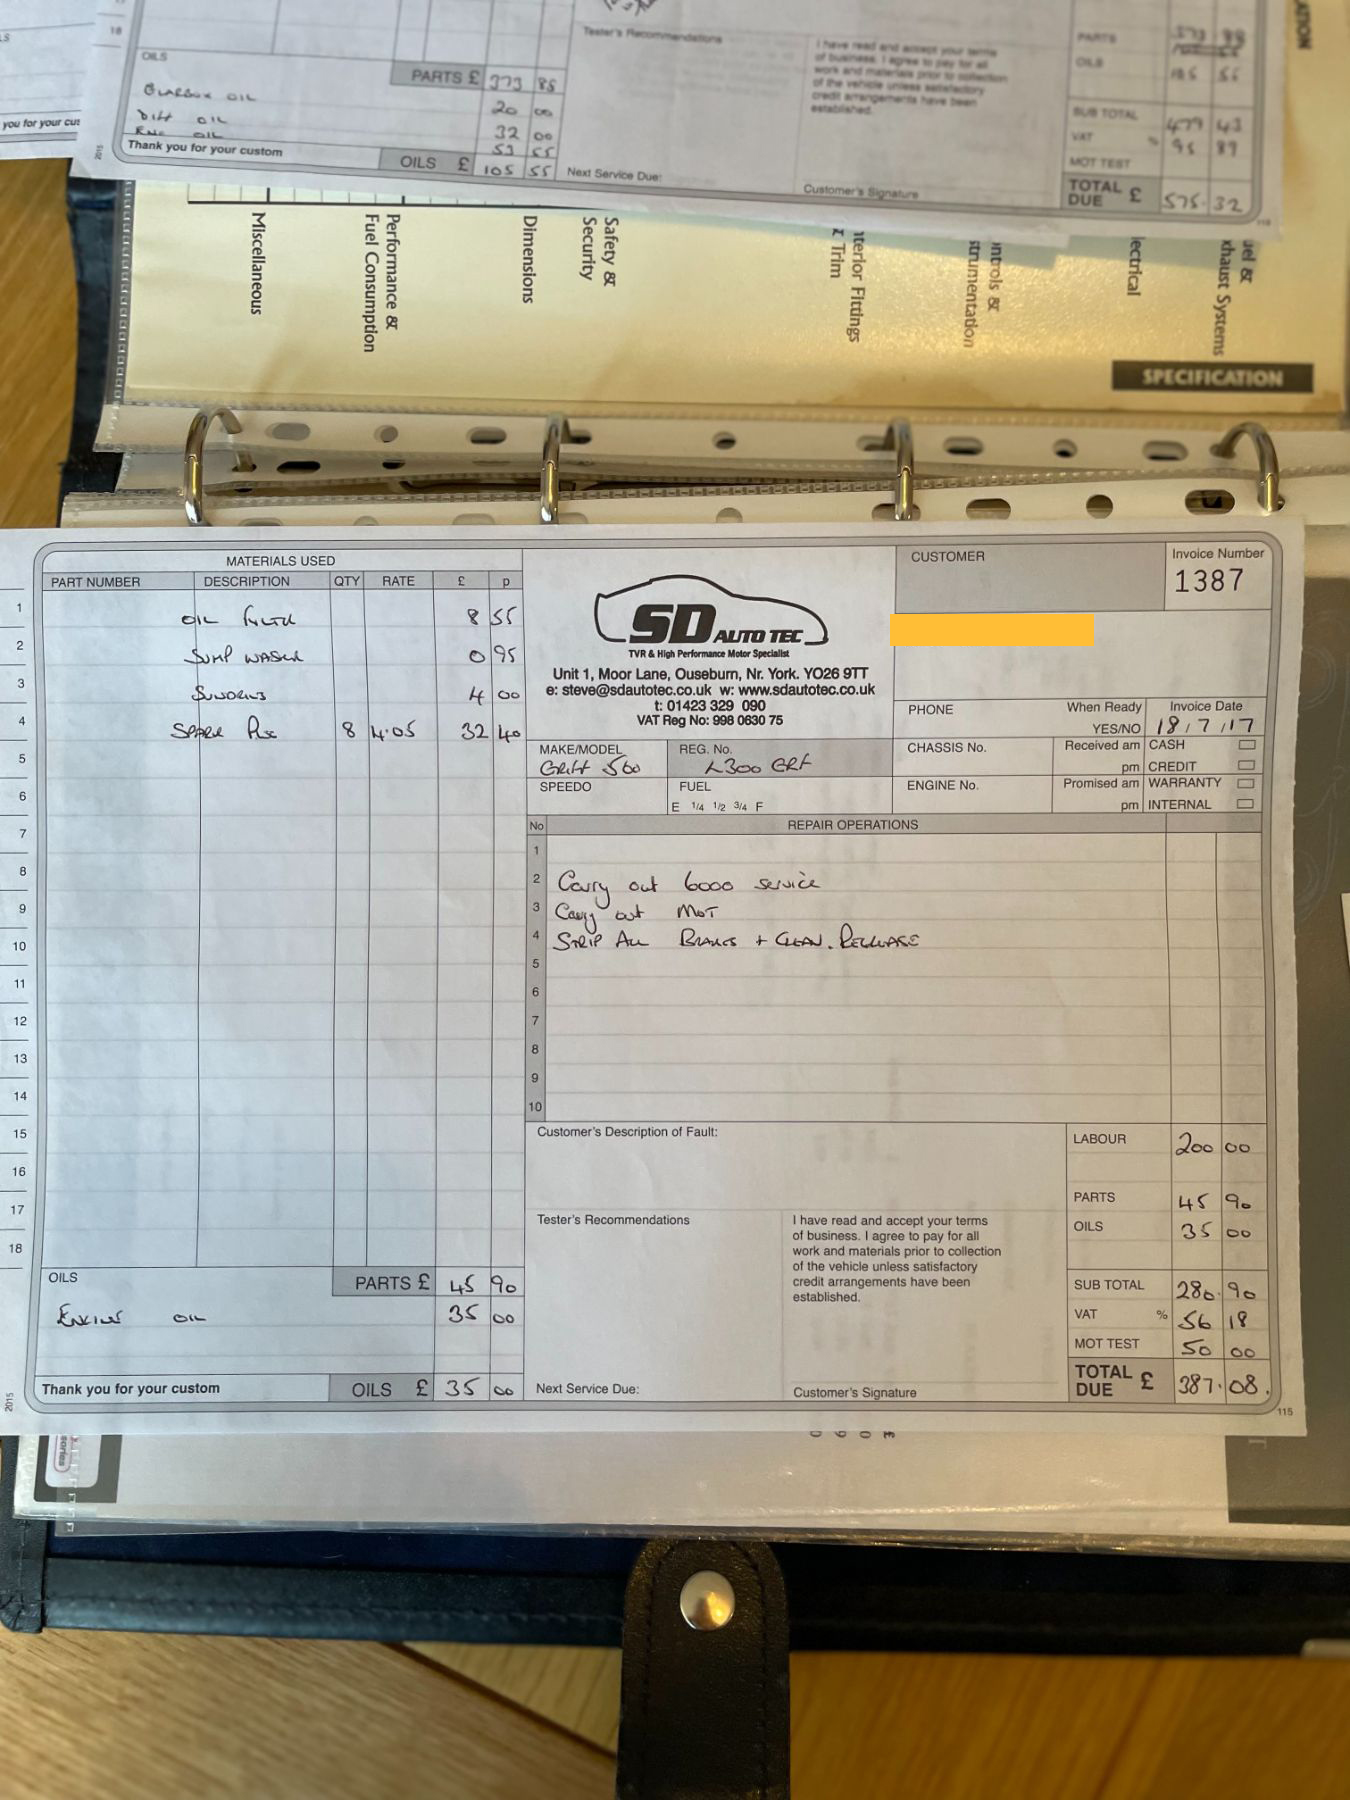 18
OILS
PARTS £ 373 85
GEARBOX OIL 20 00
DIFF OIL 32 00
ENG OIL 53 55
Thank you for your custom
OILS £ 105 55
2015
you for your cus
Tester's Recommendations
I have read and accept your terms
of business. I agree to pay for all
work and materials prior to collection
of the vehicle unless satisfactory
credit arrangements have been
established.
Next Service Due:
Customer's Signature
PARTS
OILS 105 55
SUB TOTAL 479 43
VAT % 95 89
MOT TEST
TOTAL DUE £ 575.32
Miscellaneous
Performance &
Fuel Consumption
Dimensions
Safety &
Security
nterior Fittings
& Trim
ntrols &
strumentation
lectrical
uel &
xhaust Systems
SPECIFICATION
MATERIALS USED
PART NUMBER DESCRIPTION QTY RATE £ p
1 OIL FILTER 8 55
2 SUMP WASHER 0 95
3 SUNDRIES 4 00
4 SPARK PLUG 8 4.05 32 40
5
6
7
8
9
10
11
12
13
14
15
16
17
18
OILS
PARTS £ 45 90
ENGINE OIL 35 00
Thank you for your custom
OILS £ 35 00
2015
SD AUTO TEC
TVR & High Performance Motor Specialist
Unit 1, Moor Lane, Ouseburn, Nr. York. YO26 9TT
e: steve@sdautotec.co.uk w: www.sdautotec.co.uk
t: 01423 329 090
VAT Reg No: 998 0630 75
CUSTOMER
Invoice Number
1387
PHONE
When Ready
YES/NO
Invoice Date
18/7/17
MAKE/MODEL
Griff 500
REG. No.
L300 GRF
CHASSIS No.
Received am
pm
CASH
CREDIT
SPEEDO
FUEL
E 1/4 1/2 3/4 F
ENGINE No.
Promised am
pm
WARRANTY
INTERNAL
No REPAIR OPERATIONS
1
2 Carry out 6000 service
3 Carry out MOT
4 STRIP ALL BRAKES + CLEAN. RELEASE
5
6
7
8
9
10
Customer's Description of Fault:
Tester's Recommendations
I have read and accept your terms
of business. I agree to pay for all
work and materials prior to collection
of the vehicle unless satisfactory
credit arrangements have been
established.
Next Service Due:
Customer's Signature
LABOUR 200 00
PARTS 45 90
OILS 35 00
SUB TOTAL 280.90
VAT % 56 18
MOT TEST 50 00
TOTAL DUE £ 387.08.
115